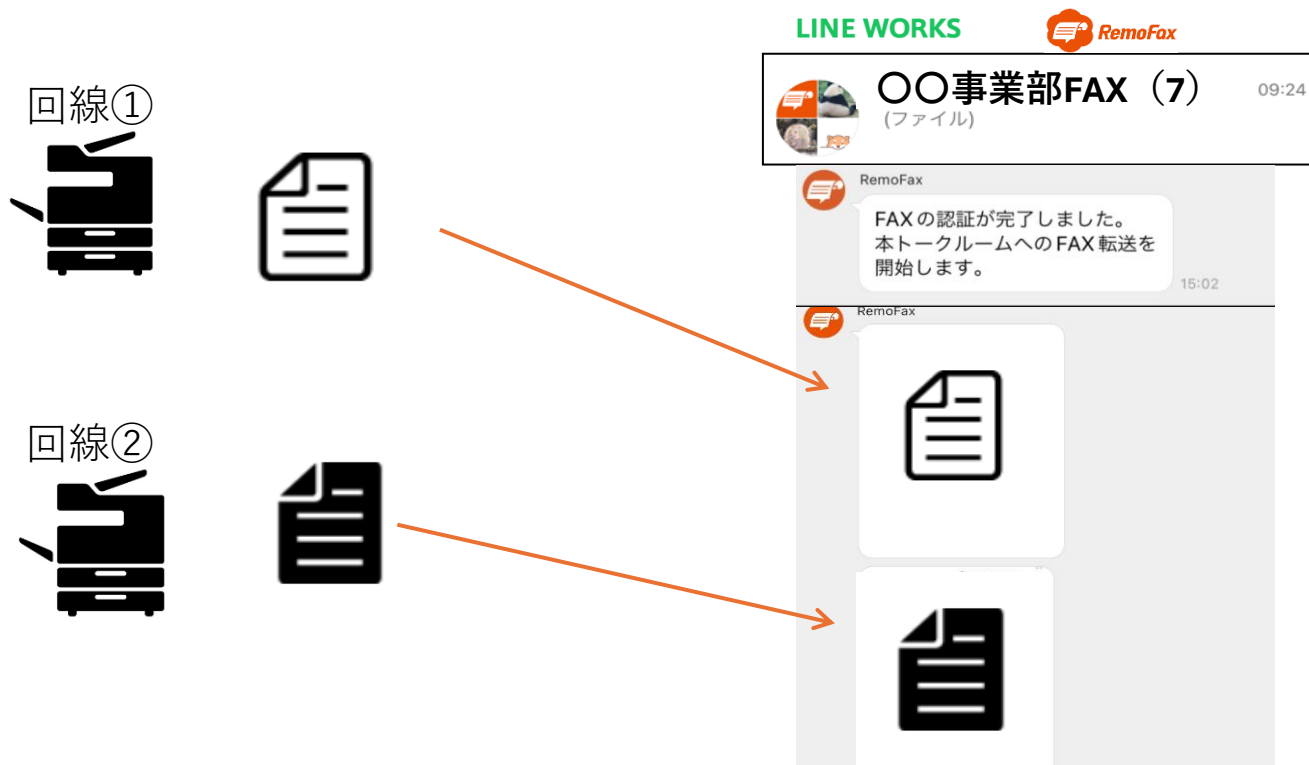 LINE WORKS
RemoFax
回線①
〇〇事業部FAX（7）
09:24
(ファイル)
RemoFax
FAXの認証が完了しました。
本トークルームへのFAX転送を
開始します。
15:02
RemoFax
回線②